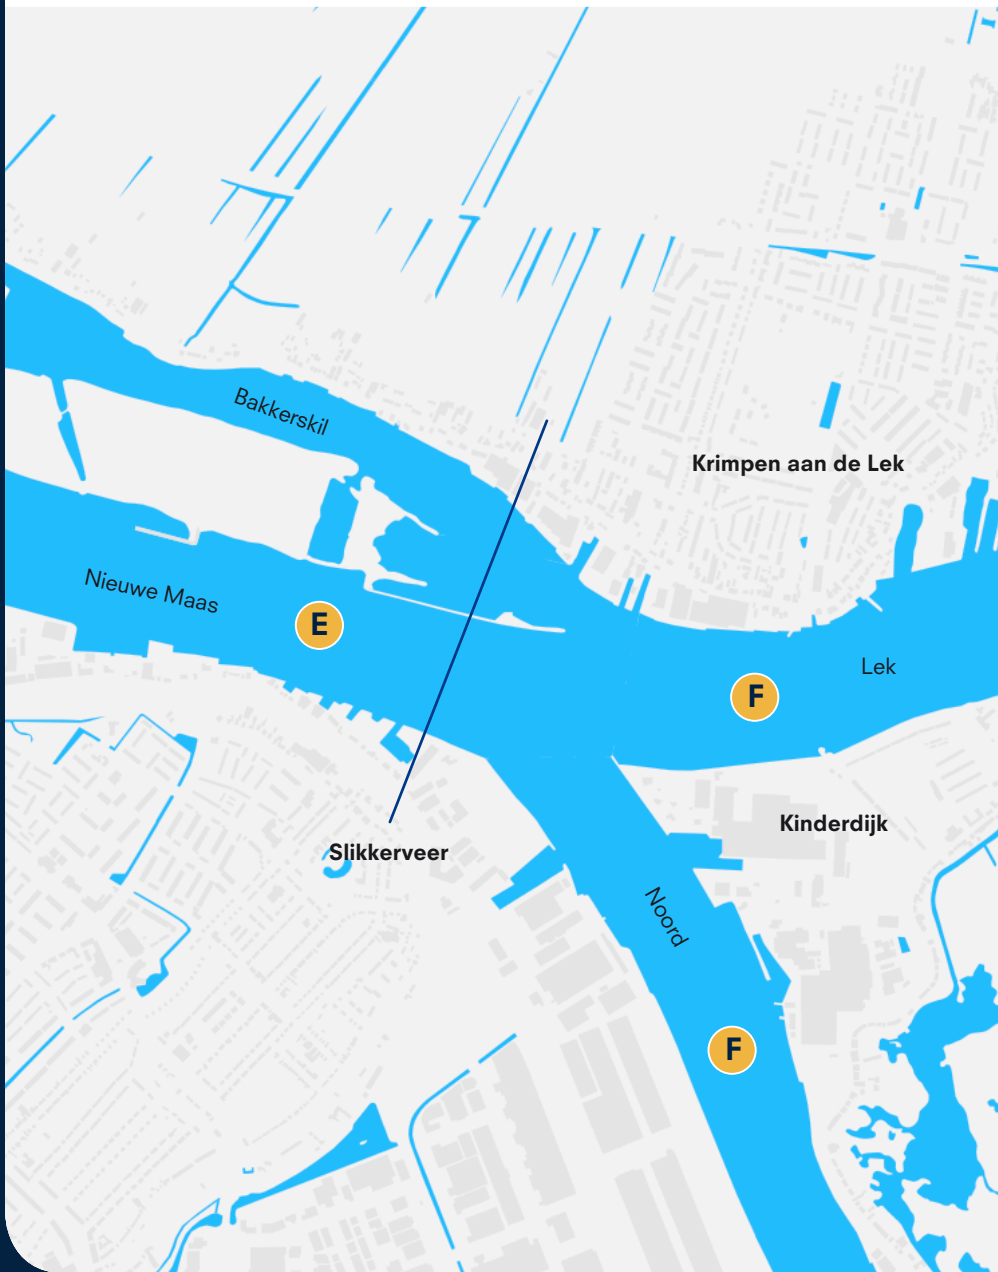 Bakkerskil
Krimpen aan de Lek
Nieuwe Maas
E
Lek
F
Kinderdijk
Slikkerveer
Noord
F